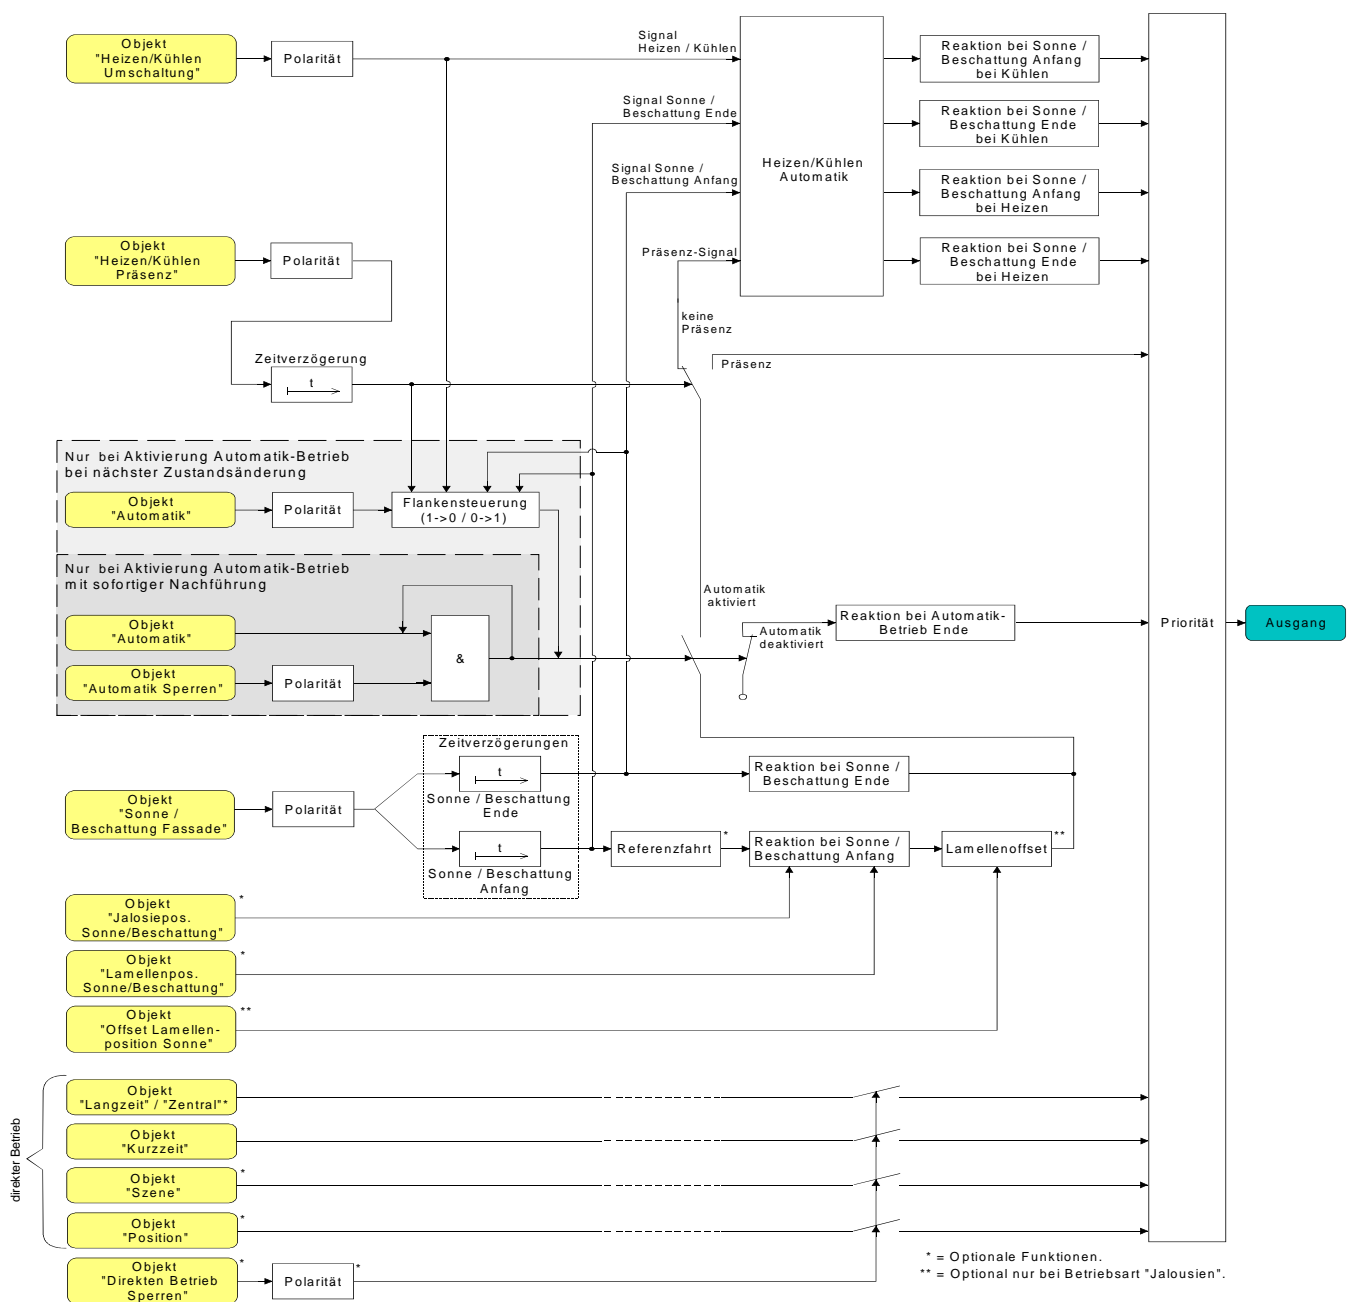 Objekt
"Heizen/Kühlen
Umschaltung"
Polarität
Signal
Heizen / Kühlen
Reaktion bei Sonne /
Beschattung Anfang
bei Kühlen
Signal Sonne /
Beschattung Ende
Reaktion bei Sonne /
Beschattung Ende
bei Kühlen
Heizen/Kühlen
Automatik
Signal Sonne /
Beschattung Anfang
Reaktion bei Sonne /
Beschattung Anfang
bei Heizen
Objekt
"Heizen/Kühlen
Präsenz"
Polarität
Präsenz-Signal
Reaktion bei Sonne /
Beschattung Ende
bei Heizen
keine
Präsenz
Zeitverzögerung
t
Präsenz
Nur bei Aktivierung Automatik-Betrieb
bei nächster Zustandsänderung
Objekt
"Automatik"
Polarität
Flankensteuerung
(1->0 / 0->1)
Nur bei Aktivierung Automatik-Betrieb
mit sofortiger Nachführung
Objekt
"Automatik"
Objekt
"Automatik Sperren"
Polarität
&
Automatik
aktiviert
Automatik
deaktiviert
Reaktion bei Automatik-
Betrieb Ende
Priorität
Ausgang
Zeitverzögerungen
t
Sonne / Beschattung
Ende
Reaktion bei Sonne /
Beschattung Ende
Objekt
"Sonne /
Beschattung Fassade"
Polarität
t
Sonne / Beschattung
Anfang
Referenzfahrt *
Reaktion bei Sonne /
Beschattung Anfang
Lamellenoffset **
Objekt *
"Jalosiepos.
Sonne/Beschattung"
Objekt *
"Lamellenpos.
Sonne/Beschattung"
Objekt **
"Offset Lamellen-
position Sonne"
direkter Betrieb
Objekt
"Langzeit" / "Zentral"*
Objekt
"Kurzzeit"
Objekt *
"Szene"
Objekt *
"Position"
Objekt *
"Direkten Betrieb
Sperren"
Polarität *
* = Optionale Funktionen.
** = Optional nur bei Betriebsart "Jalousien".